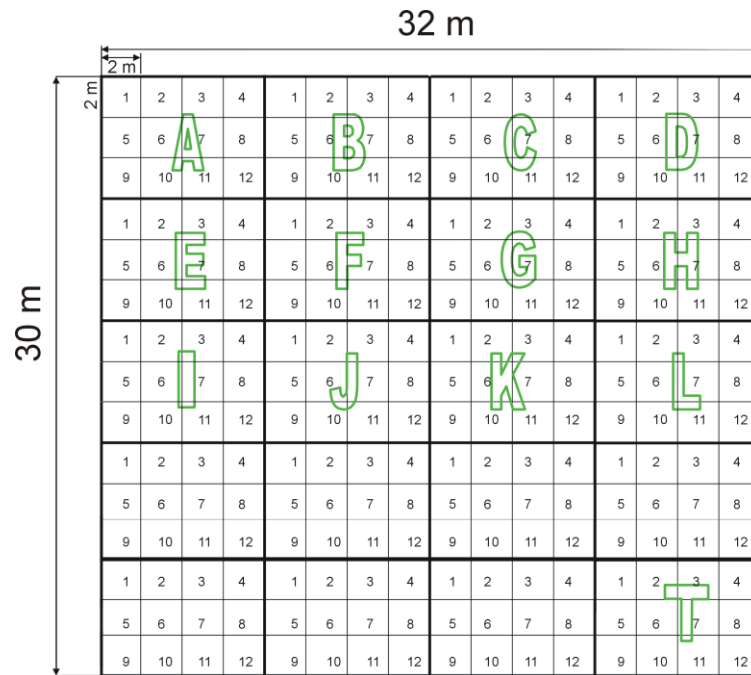 32 m
2 m
2 m
1 2 3 4 1 2 3 4 1 2 3 4 1 2 3 4
5 6 7 8 5 6 7 8 5 6 7 8 5 6 7 8
A B C D
9 10 11 12 9 10 11 12 9 10 11 12 9 10 11 12
1 2 3 4 1 2 3 4 1 2 3 4 1 2 3 4
5 6 7 8 5 6 7 8 5 6 7 8 5 6 7 8
E F G H
9 10 11 12 9 10 11 12 9 10 11 12 9 10 11 12
30 m
1 2 3 4 1 2 3 4 1 2 3 4 1 2 3 4
5 6 7 8 5 6 7 8 5 6 7 8 5 6 7 8
I J K L
9 10 11 12 9 10 11 12 9 10 11 12 9 10 11 12
1 2 3 4 1 2 3 4 1 2 3 4 1 2 3 4
5 6 7 8 5 6 7 8 5 6 7 8 5 6 7 8
9 10 11 12 9 10 11 12 9 10 11 12 9 10 11 12
1 2 3 4 1 2 3 4 1 2 3 4 1 2 3 4
5 6 7 8 5 6 7 8 5 6 7 8 5 6 7 8
T
9 10 11 12 9 10 11 12 9 10 11 12 9 10 11 12